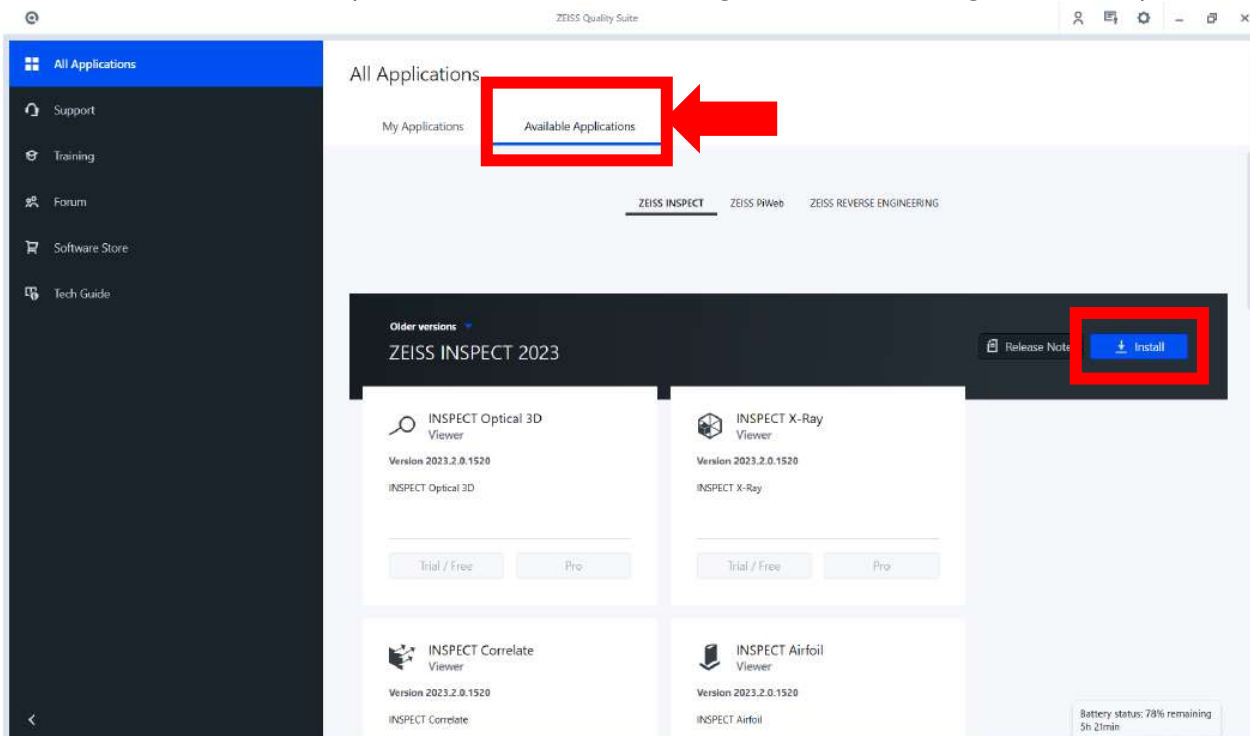 ZEISS Quality Suite
All Applications
Support
Training
Forum
Software Store
Tech Guide
All Applications
My Applications Available Applications
ZEISS INSPECT ZEISS PiWeb ZEISS REVERSE ENGINEERING
Older versions
ZEISS INSPECT 2023
Release Note
Install
INSPECT Optical 3D
Viewer
Version 2023.2.0.1520
INSPECT Optical 3D
Trial / Free Pro
INSPECT X-Ray
Viewer
Version 2023.2.0.1520
INSPECT X-Ray
Trial / Free Pro
INSPECT Correlate
Viewer
Version 2023.2.0.1520
INSPECT Correlate
INSPECT Airfoil
Viewer
Version 2023.2.0.1520
INSPECT Airfoil
Battery status: 78% remaining
5h 21min